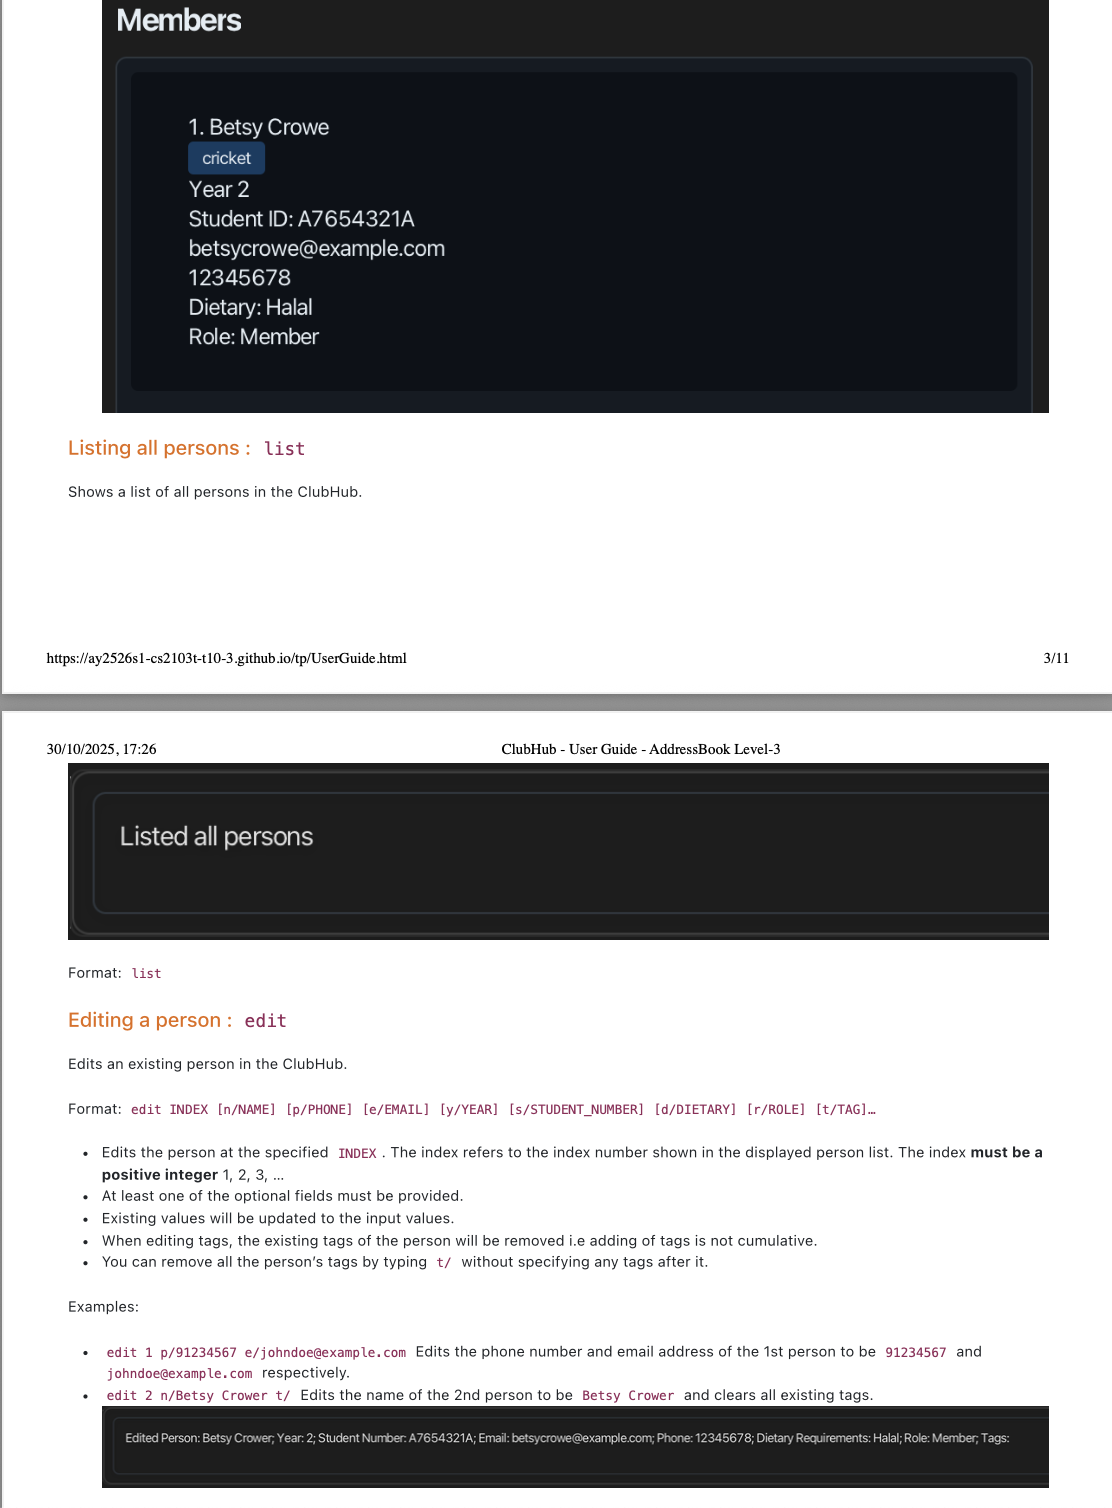 Members
1. Betsy Crowe
cricket
Year 2
Student ID: A7654321A
betsycrowe@example.com
12345678
Dietary: Halal
Role: Member
Listing all persons : list
Shows a list of all persons in the ClubHub.
https://ay2526s1-cs2103t-t10-3.github.io/tp/UserGuide.html 3/11
30/10/2025, 17:26 ClubHub - User Guide - AddressBook Level-3
Listed all persons
Format: list
Editing a person : edit
Edits an existing person in the ClubHub.
Format: edit INDEX [n/NAME] [p/PHONE] [e/EMAIL] [y/YEAR] [s/STUDENT_NUMBER] [d/DIETARY] [r/ROLE] [t/TAG]…
• Edits the person at the specified INDEX . The index refers to the index number shown in the displayed person list. The index must be a
positive integer 1, 2, 3, …
• At least one of the optional fields must be provided.
• Existing values will be updated to the input values.
• When editing tags, the existing tags of the person will be removed i.e adding of tags is not cumulative.
• You can remove all the person’s tags by typing t/ without specifying any tags after it.
Examples:
• edit 1 p/91234567 e/johndoe@example.com Edits the phone number and email address of the 1st person to be 91234567 and
johndoe@example.com respectively.
• edit 2 n/Betsy Crower t/ Edits the name of the 2nd person to be Betsy Crower and clears all existing tags.
Edited Person: Betsy Crower; Year: 2; Student Number: A7654321A; Email: betsycrowe@example.com; Phone: 12345678; Dietary Requirements: Halal; Role: Member; Tags: